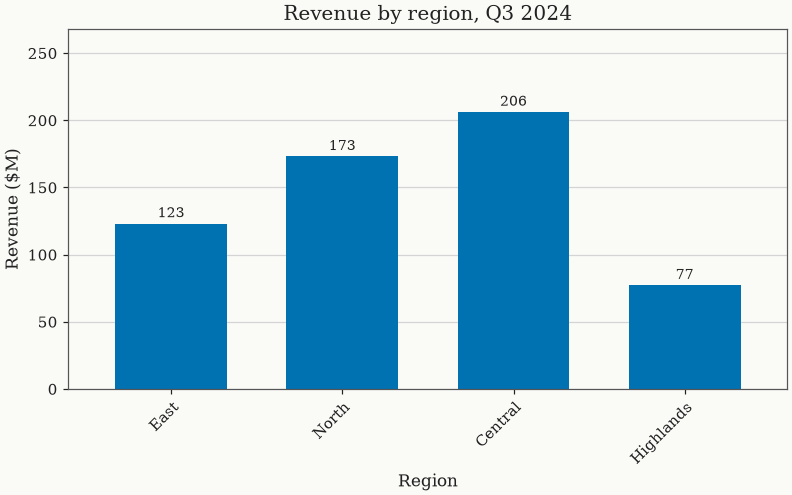 Revenue by region, Q3 2024
Revenue ($M)
250
200
150
100
50
0
123
173
206
77
East
North
Central
Highlands
Region